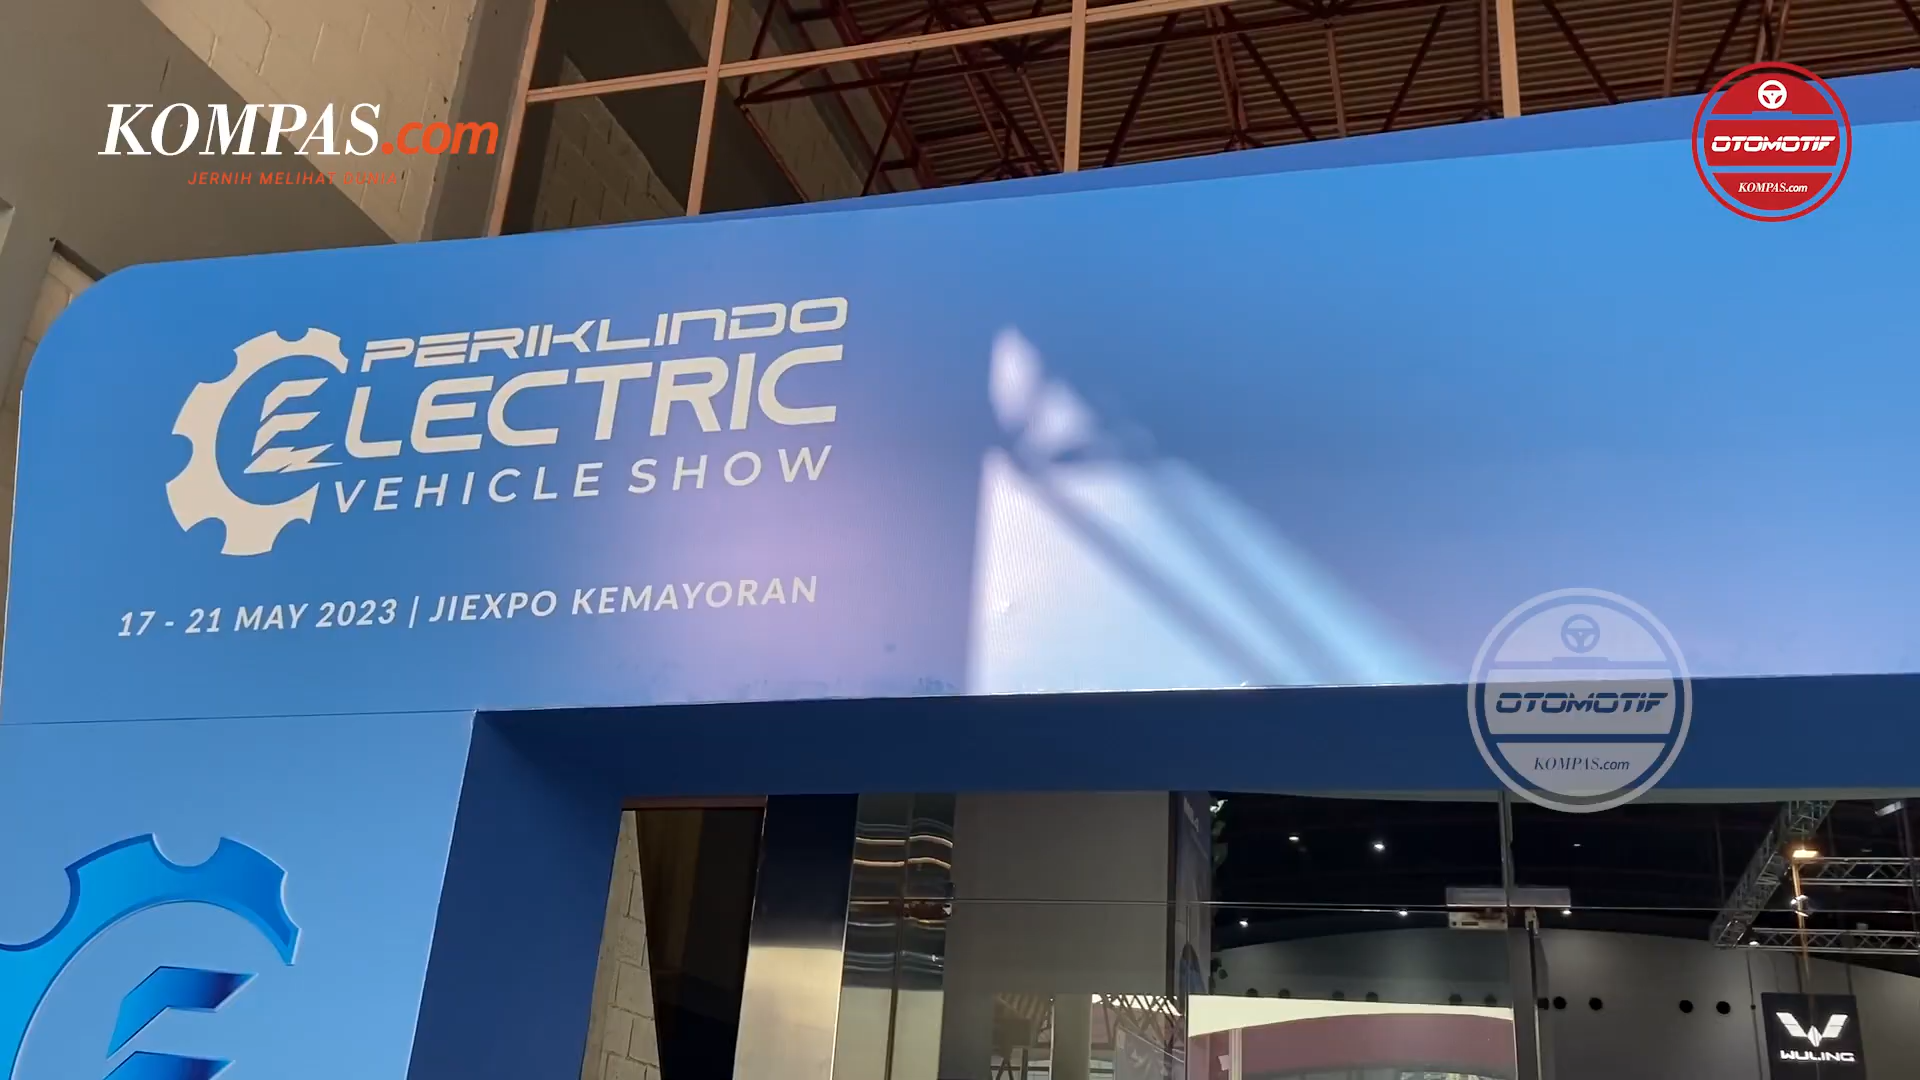 KOMPAS.com
JERNIH MELIHAT DUNIA
OTOMOTIF
KOMPAS.com
PERIKLINDO
ELECTRIC
VEHICLE SHOW
17 - 21 MAY 2023 | JIEXPO KEMAYORAN
OTOMOTIF
KOMPAS.com
WULING